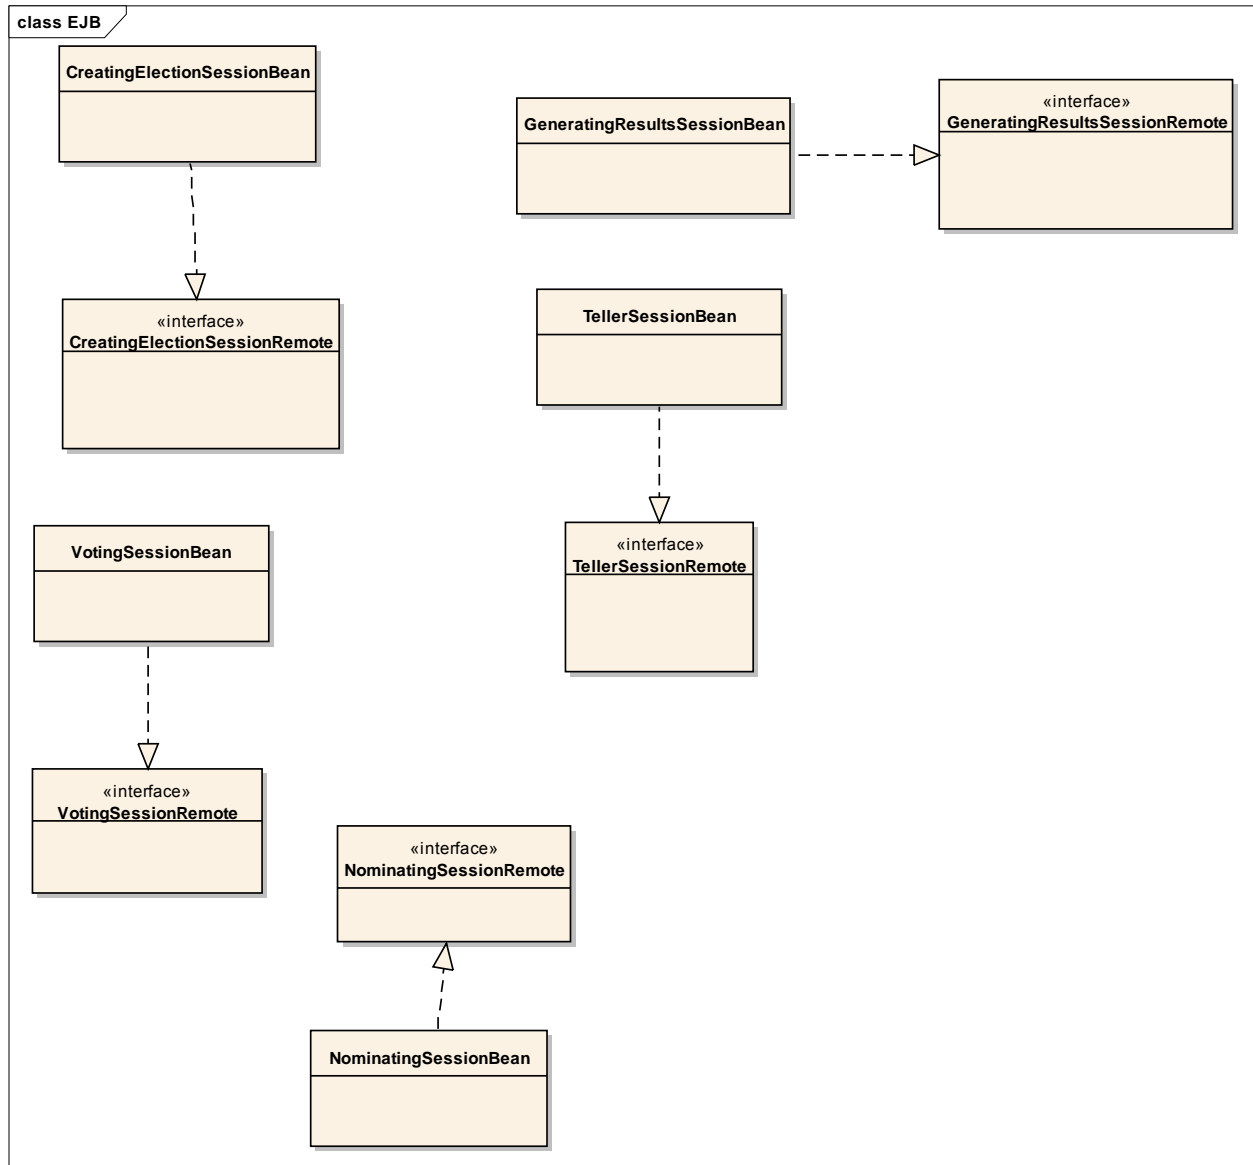 class EJB
CreatingElectionSessionBean
GeneratingResultsSessionBean
«interface»
GeneratingResultsSessionRemote
«interface»
CreatingElectionSessionRemote
TellerSessionBean
VotingSessionBean
«interface»
TellerSessionRemote
«interface»
VotingSessionRemote
«interface»
NominatingSessionRemote
NominatingSessionBean